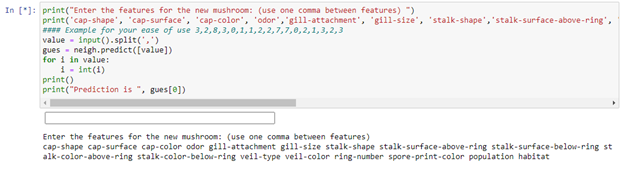 In [*]: print("Enter the features for the new mushroom: (use one comma between features) ")
print('cap-shape', 'cap-surface', 'cap-color', 'odor','gill-attachment', 'gill-size', 'stalk-shape','stalk-surface-above-ring', '
#### Example for your ease of use 3,2,8,3,0,1,1,2,2,7,7,0,2,1,3,2,3
value = input().split(',')
gues = neigh.predict([value])
for i in value:
    i = int(i)
print()
print("Prediction is ", gues[0])
Enter the features for the new mushroom: (use one comma between features)
cap-shape cap-surface cap-color odor gill-attachment gill-size stalk-shape stalk-surface-above-ring stalk-surface-below-ring st
alk-color-above-ring stalk-color-below-ring veil-type veil-color ring-number spore-print-color population habitat